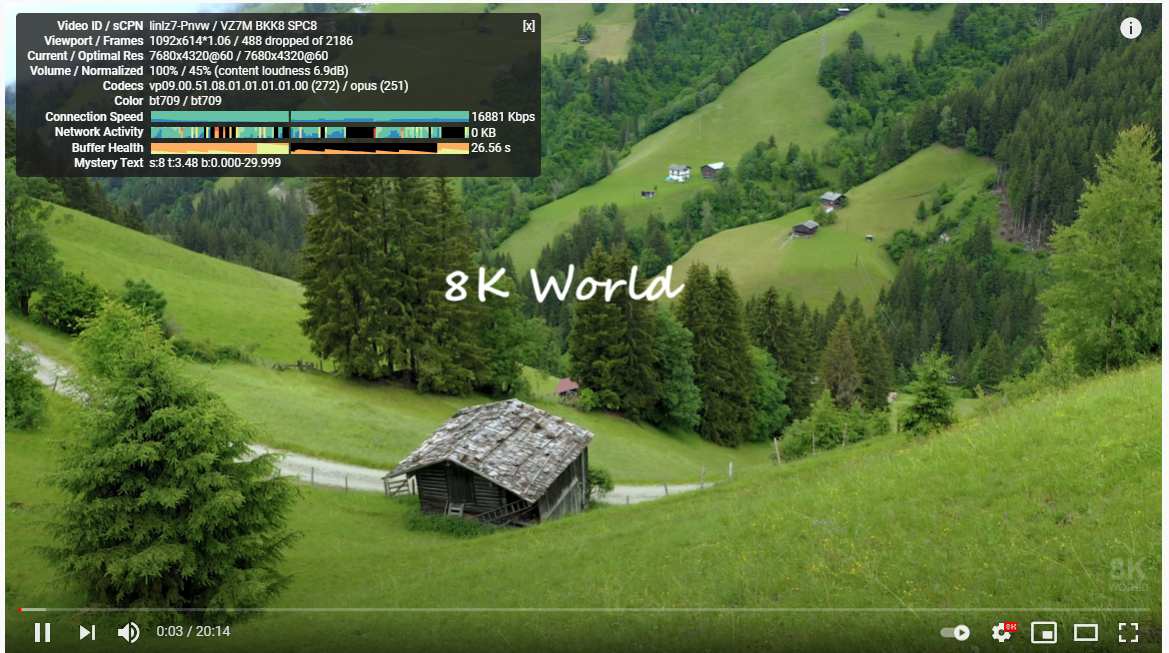 Video ID / sCPN linlz7-Pnvw / VZ7M BKK8 SPC8 [x]
Viewport / Frames 1092x614*1.06 / 488 dropped of 2186
Current / Optimal Res 7680x4320@60 / 7680x4320@60
Volume / Normalized 100% / 45% (content loudness 6.9dB)
Codecs vp09.00.51.08.01.01.01.01.00 (272) / opus (251)
Color bt709 / bt709
Connection Speed 16881 Kbps
Network Activity 0 KB
Buffer Health 26.56 s
Mystery Text s:8 t:3.48 b:0.000-29.999
8K World
8K
WORLD
0:03 / 20:14
8K